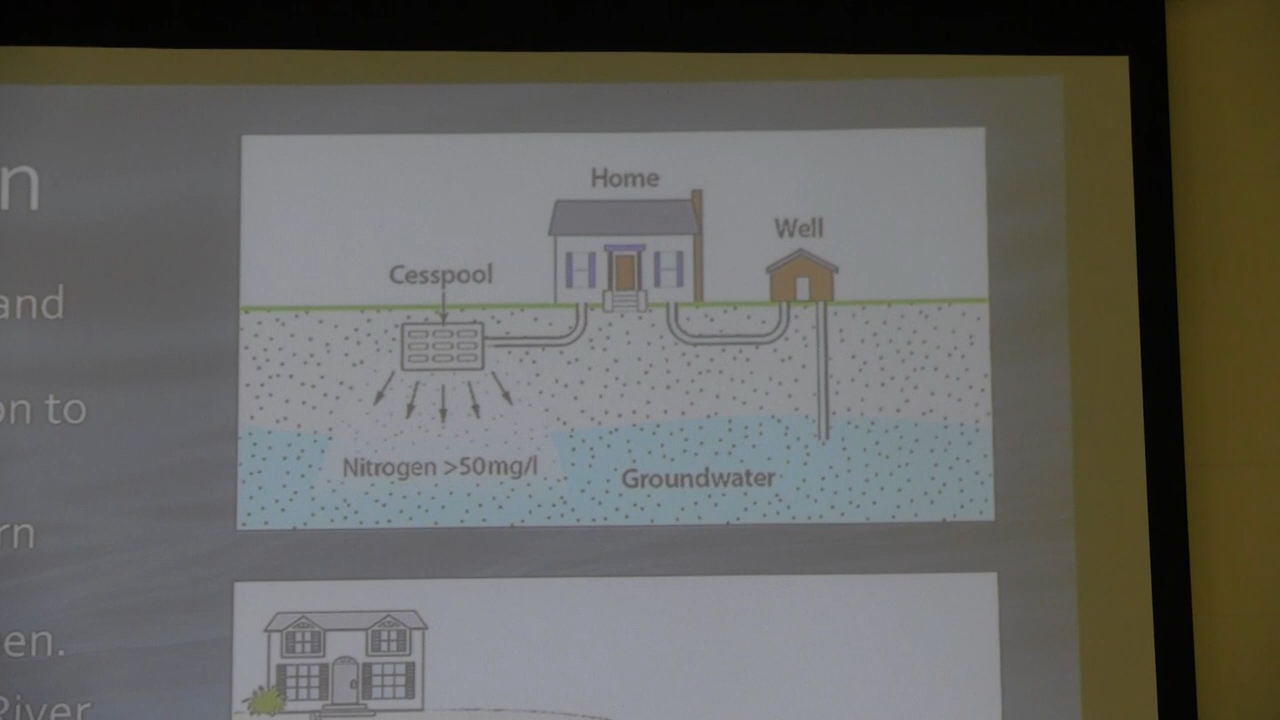 n
and
on to
rn
en.
River
Home
Well
Cesspool
Nitrogen >50mg/l
Groundwater